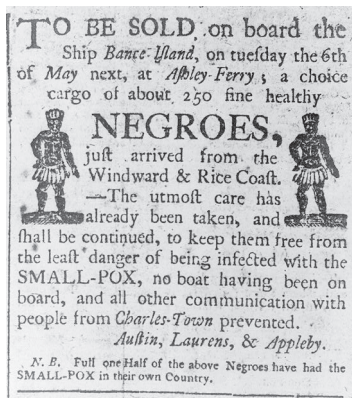 TO BE SOLD on board the
Ship Bance-Island, on tuesday the 6th
of May next, at Ashley-Ferry; a choice
cargo of about 250 fine healthy
NEGROES,
just arrived from the
Windward & Rice Coast.
—The utmost care has
already been taken, and
shall be continued, to keep them free from
the least danger of being infected with the
SMALL-POX, no boat having been on
board, and all other communication with
people from Charles-Town prevented.
Austin, Laurens, & Appleby.
N. B. Full one Half of the above Negroes have had the
SMALL-POX in their own Country.